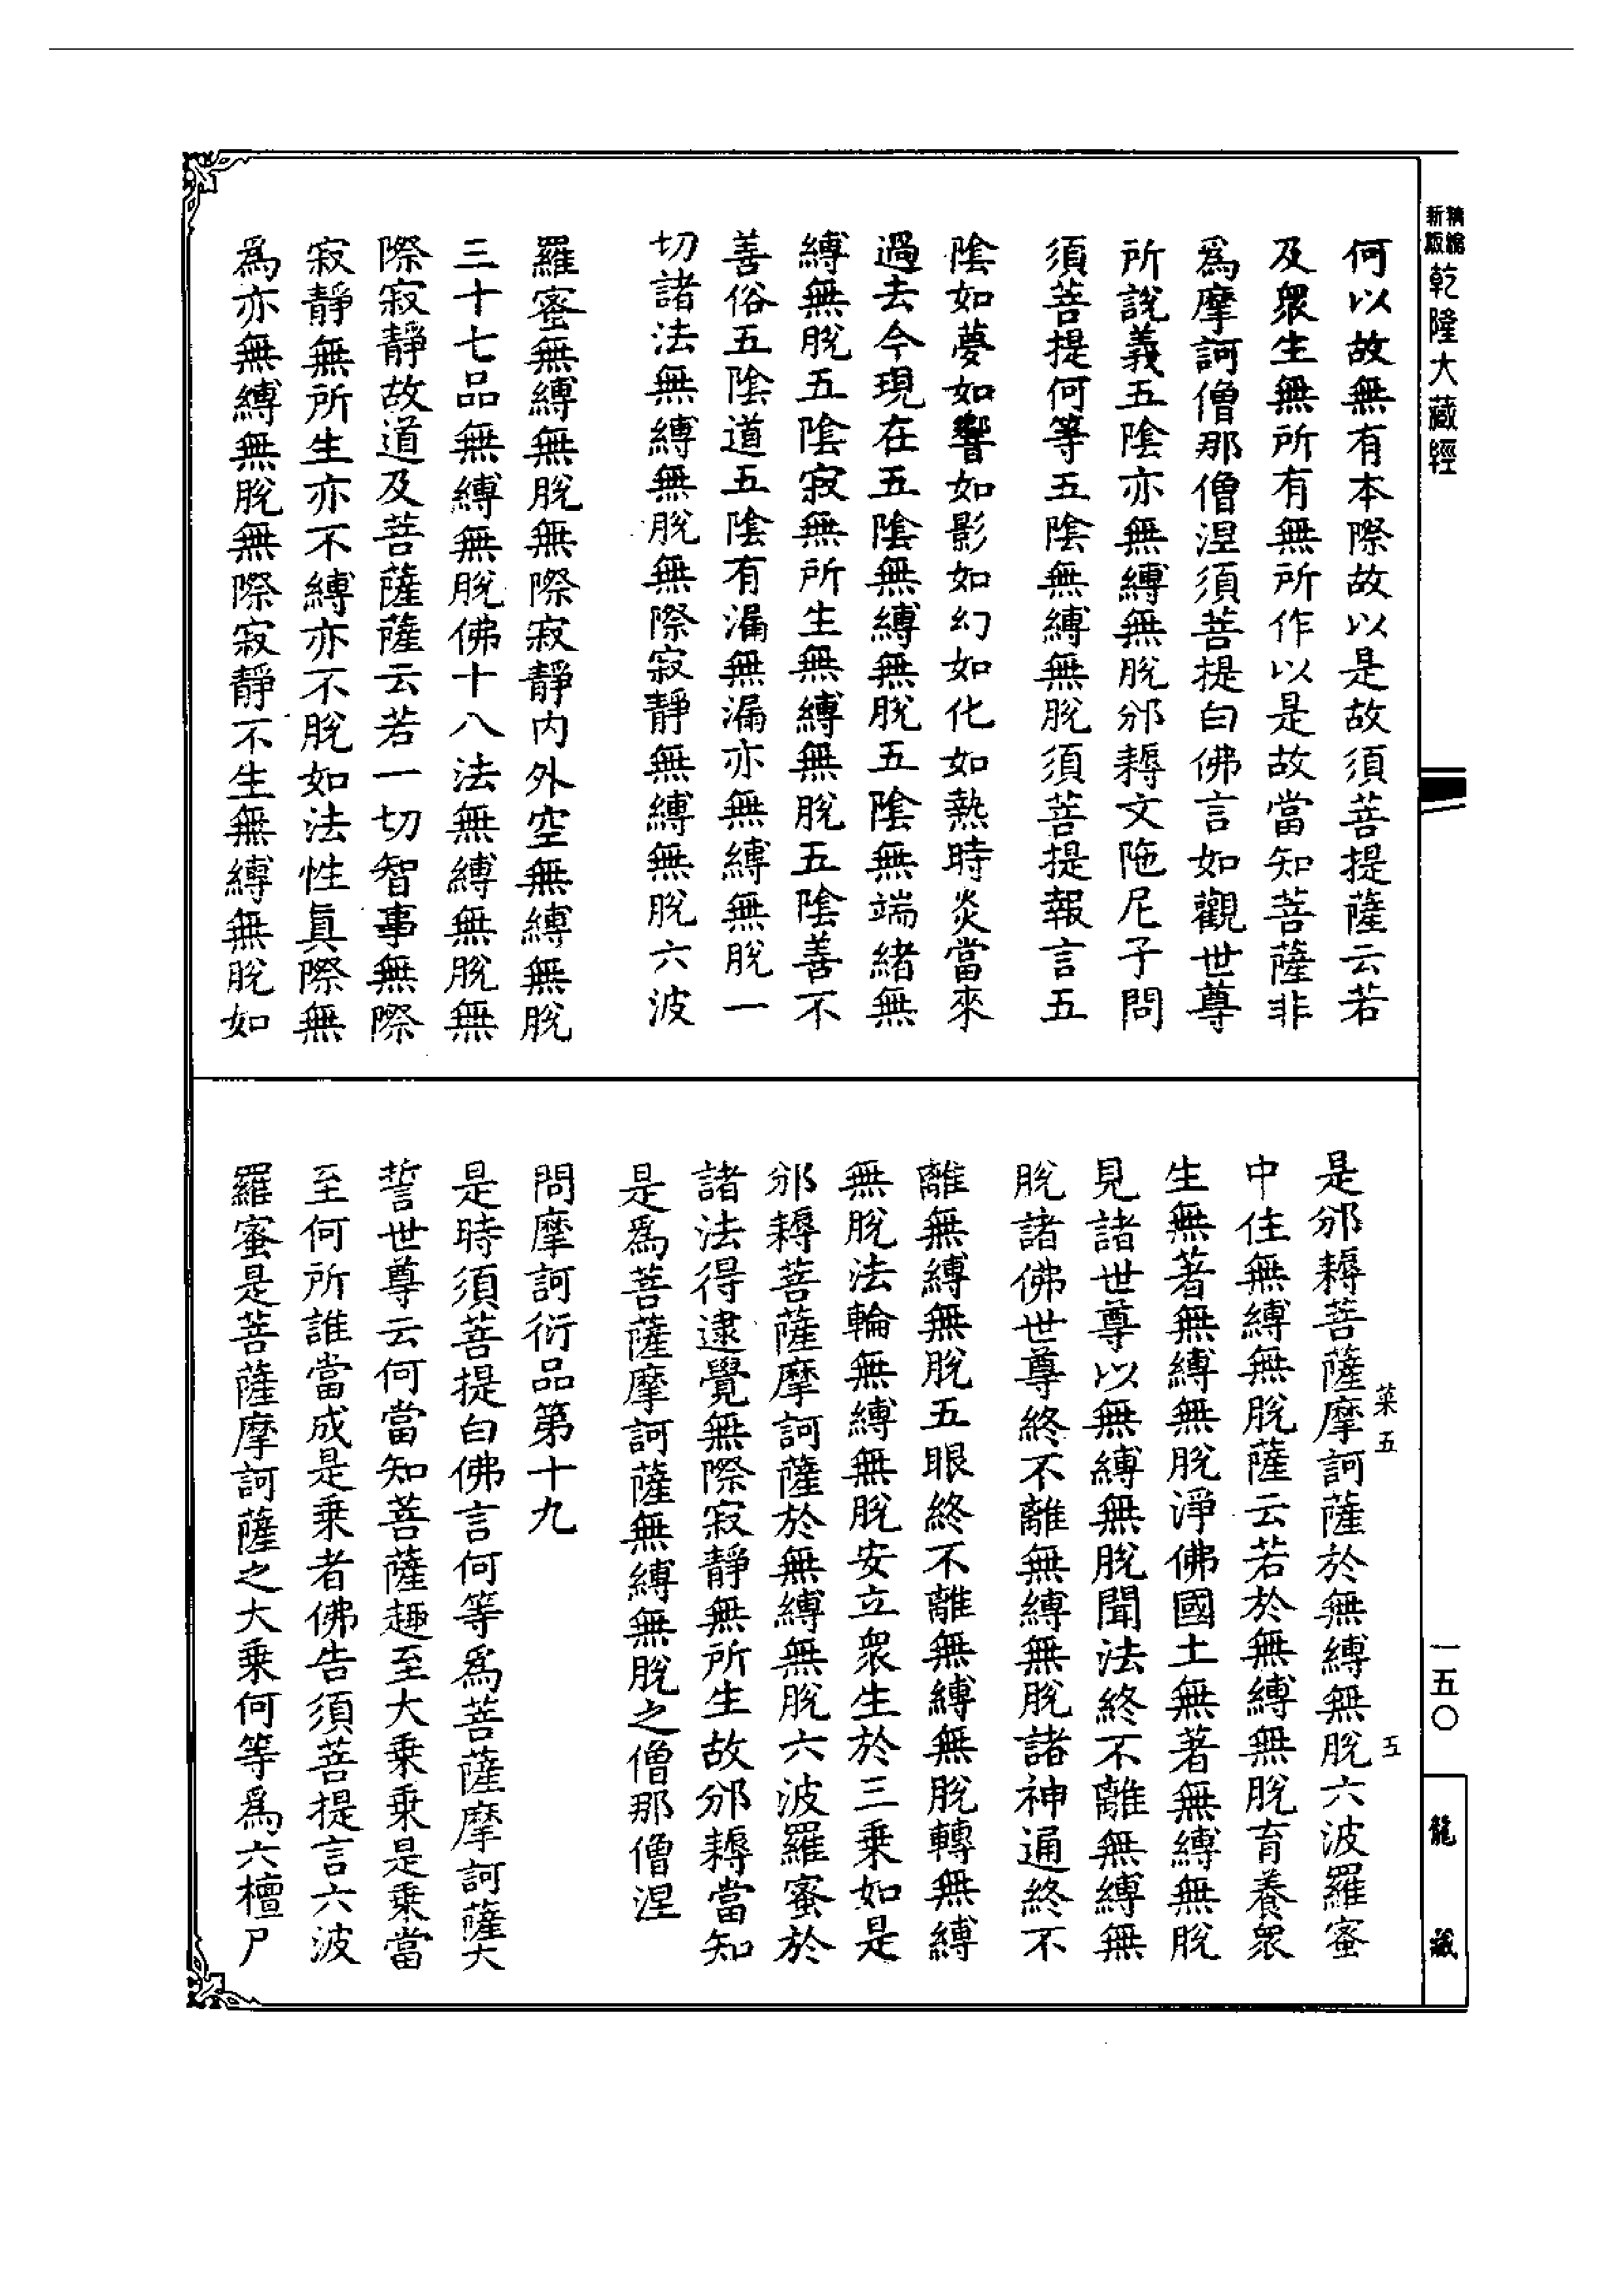 精縮
新版
乾隆大藏經
何以故無有本際故以是故須菩提薩云若
及眾生無所有無所作以是故當知菩薩非
為摩訶僧那僧涅須菩提白佛言如觀世尊
所說義五陰亦無縛無脫邠耨文陁尼子問
須菩提何等五陰無縛無脫須菩提報言五
陰如夢如響如影如幻如化如熱時炎當來
過去今現在五陰無縛無脫五陰無端緒無
縛無脫五陰寂無所生無縛無脫五陰善不
善俗五陰道五陰有漏無漏亦無縛無脫一
切諸法無縛無脫無際寂靜無縛無脫六波
羅蜜無縛無脫無際寂靜內外空無縛無脫
三十七品無縛無脫佛十八法無縛無脫無
際寂靜故道及菩薩薩云若一切智事無際
寂靜無所生亦不縛亦不脫如法性真際無
為亦無縛無脫無際寂靜不生無縛無脫如
是邠耨菩薩摩訶薩於無縛無脫六波羅蜜
中住無縛無脫薩云若於無縛無脫育養眾
生無著無縛無脫淨佛國土無著無縛無脫
見諸世尊以無縛無脫聞法終不離無縛無
脫諸佛世尊終不離無縛無脫諸神通終不
離無縛無脫五眼終不離無縛無脫轉無縛
無脫法輪無縛無脫安立眾生於三乘如是
邠耨菩薩摩訶薩於無縛無脫六波羅蜜於
諸法得逮覺無際寂靜無所生故邠耨當知
是為菩薩摩訶薩無縛無脫之僧那僧涅
問摩訶衍品第十九
是時須菩提白佛言何等為菩薩摩訶薩大
誓世尊云何當知菩薩趣至大乘乘是乘當
至何所誰當成是乘者佛告須菩提言六波
羅蜜是菩薩摩訶薩之大乘何等為六檀尸
菜五
五
一五〇
龍藏